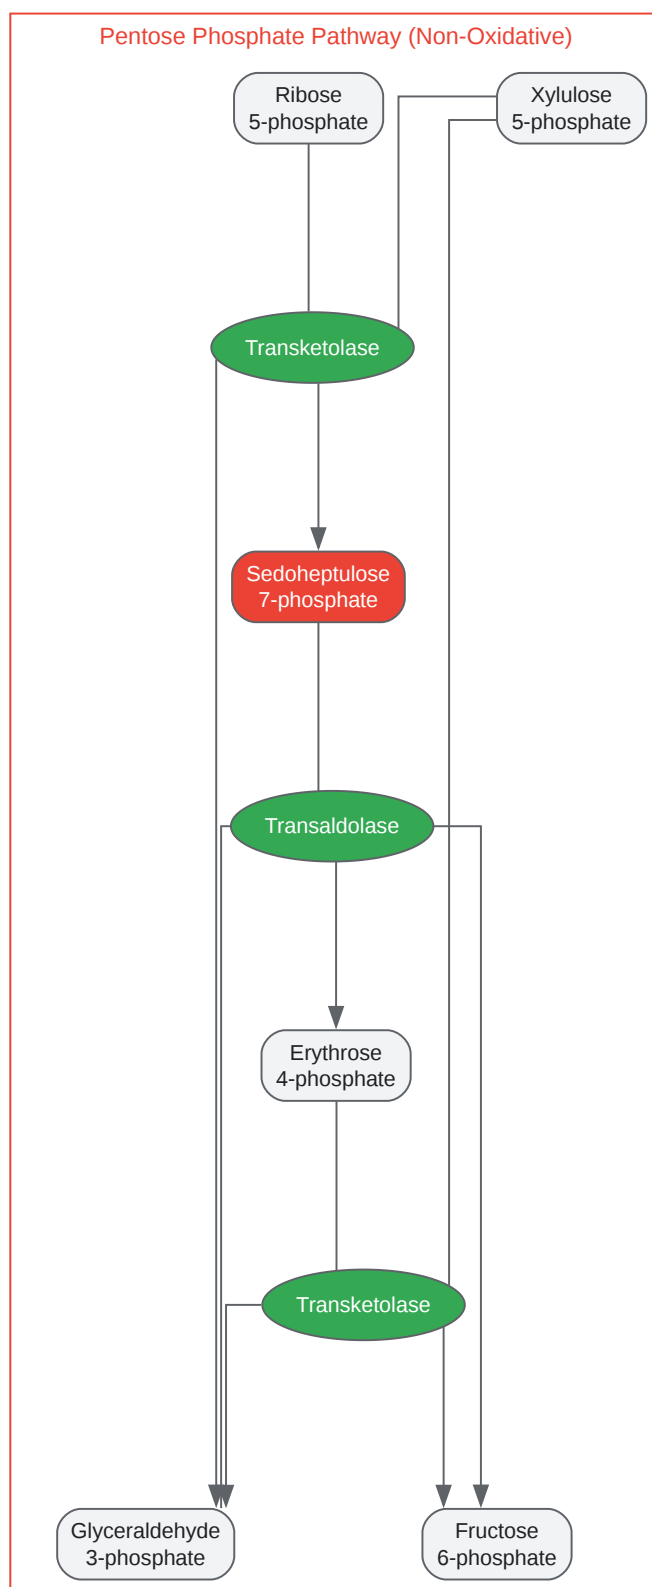 Pentose Phosphate Pathway (Non-Oxidative)
Ribose
5-phosphate
Xylulose
5-phosphate
Transketolase
Sedoheptulose
7-phosphate
Transaldolase
Erythrose
4-phosphate
Transketolase
Glyceraldehyde
3-phosphate
Fructose
6-phosphate